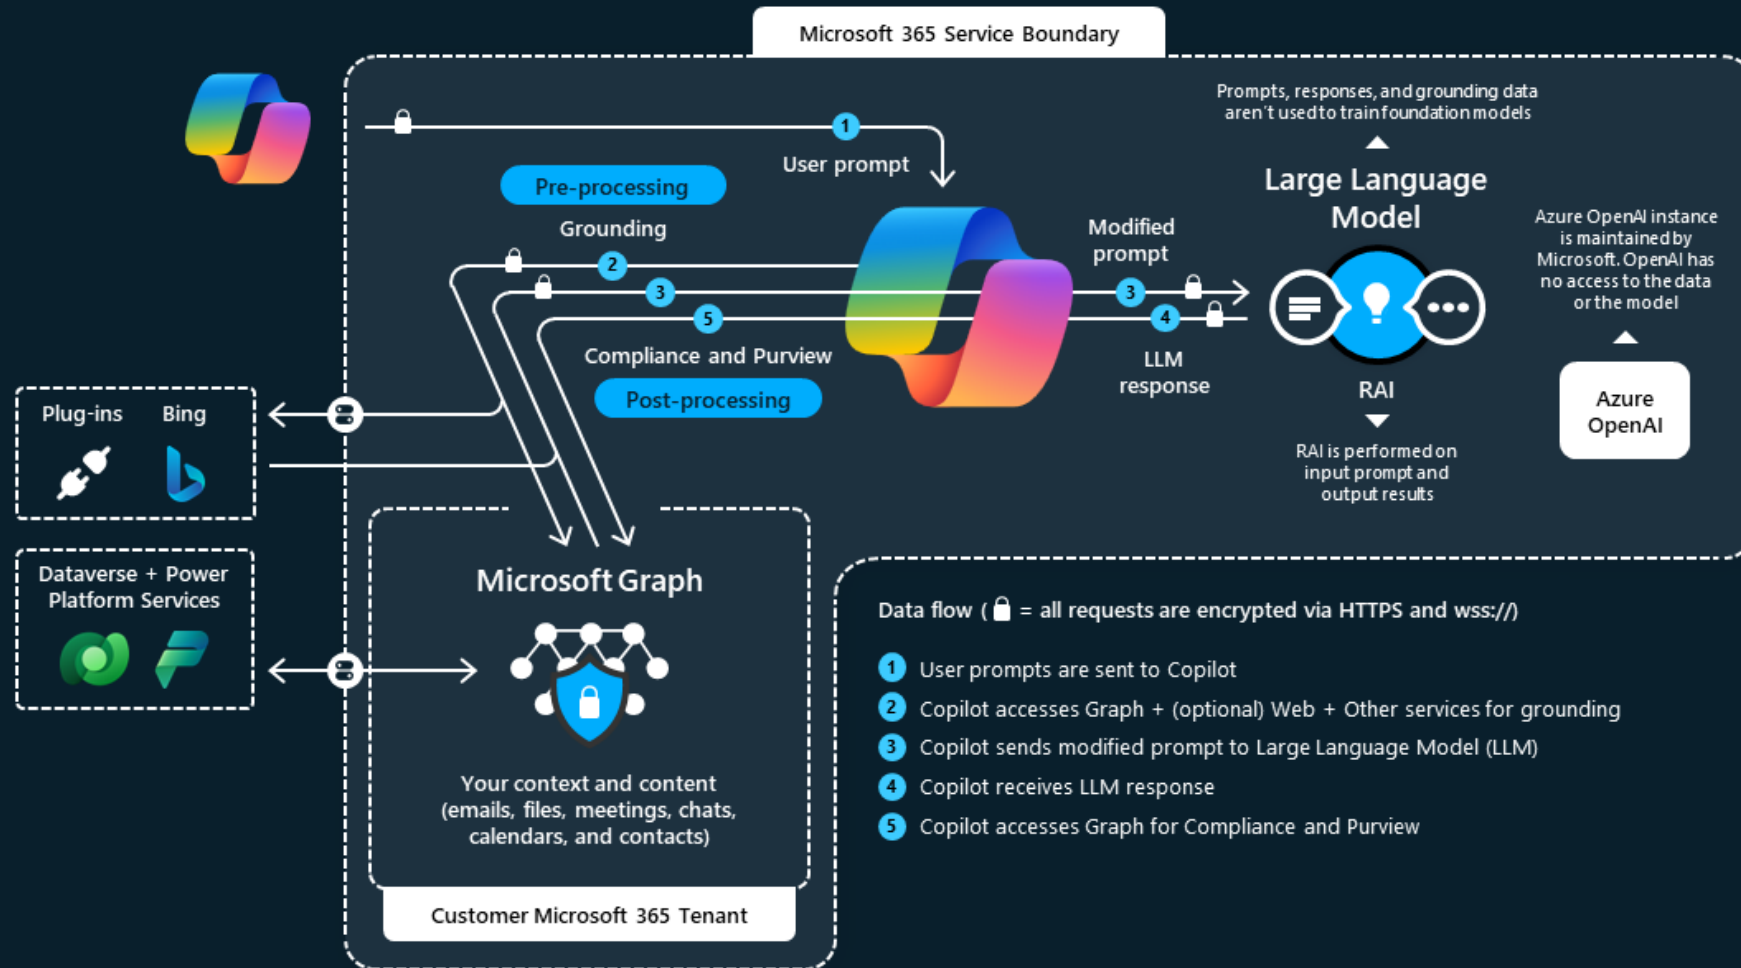 Microsoft 365 Service Boundary
Prompts, responses, and grounding data
aren't used to train foundation models
1
User prompt
Pre-processing
Grounding
2
3
5
Compliance and Purview
Post-processing
Modified
prompt
3
4
LLM
response
Large Language
Model
RAI
RAI is performed on
input prompt and
output results
Azure OpenAI instance
is maintained by
Microsoft. OpenAI has
no access to the data
or the model
Azure
OpenAI
Plug-ins
Bing
Dataverse + Power
Platform Services
Microsoft Graph
Your context and content
(emails, files, meetings, chats,
calendars, and contacts)
Customer Microsoft 365 Tenant
Data flow ( = all requests are encrypted via HTTPS and wss://)
1 User prompts are sent to Copilot
2 Copilot accesses Graph + (optional) Web + Other services for grounding
3 Copilot sends modified prompt to Large Language Model (LLM)
4 Copilot receives LLM response
5 Copilot accesses Graph for Compliance and Purview